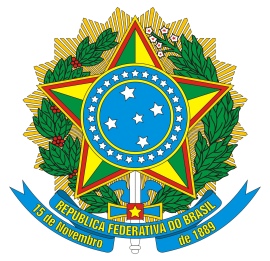 REPÚBLICA FEDERATIVA DO BRASIL
15 de Novembro
de 1889